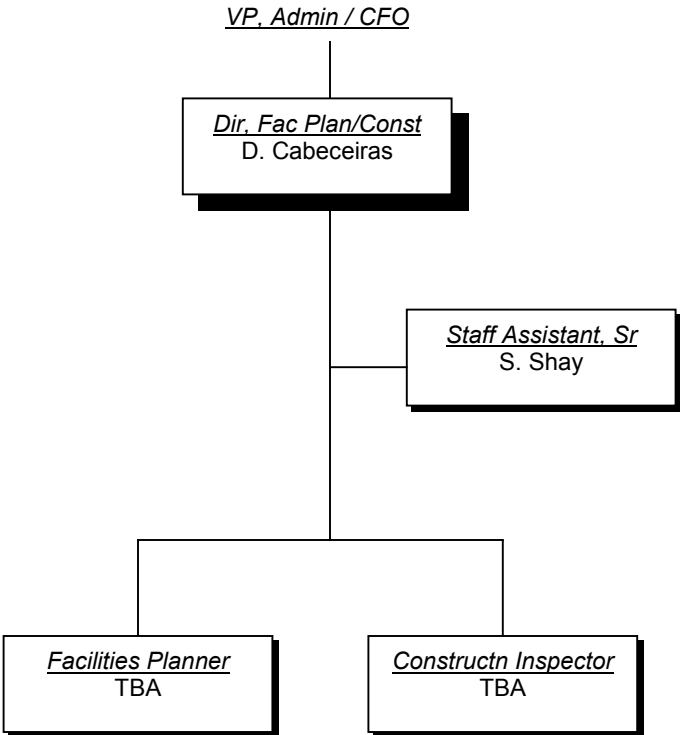 VP, Admin / CFO
Dir, Fac Plan/Const
D. Cabeceiras
Staff Assistant, Sr
S. Shay
Facilities Planner
TBA
Constructn Inspector
TBA